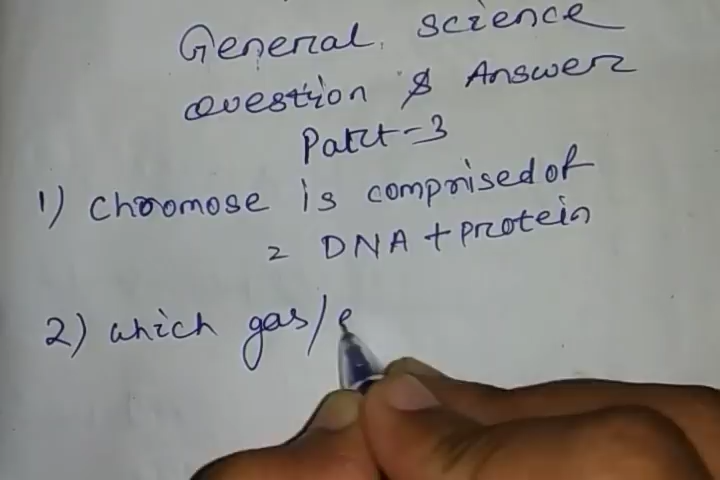 General science
Question & Answer
Part-3
1) Chromose is comprised of
= DNA + protein
2) which gas/e